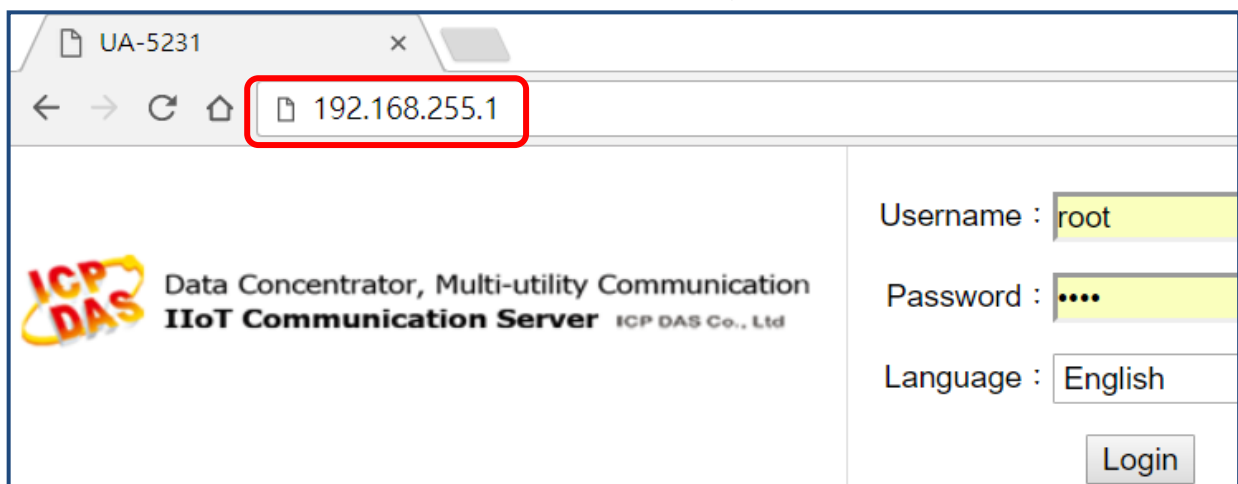 UA-5231
192.168.255.1
ICP DAS
Data Concentrator, Multi-utility Communication
IIoT Communication Server ICP DAS Co., Ltd
Username：root
Password：••••
Language：English
Login